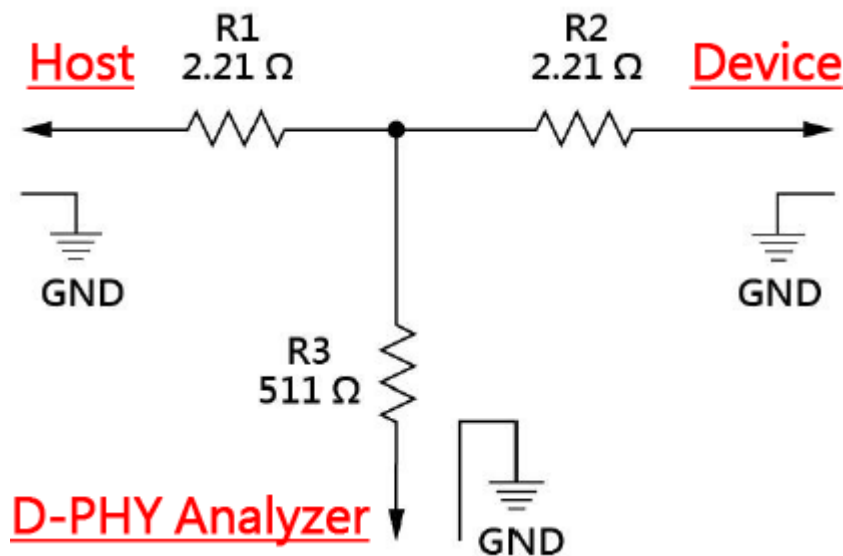 R1
2.21 Ω
R2
2.21 Ω
Host
Device
GND
GND
R3
511 Ω
D-PHY Analyzer
GND